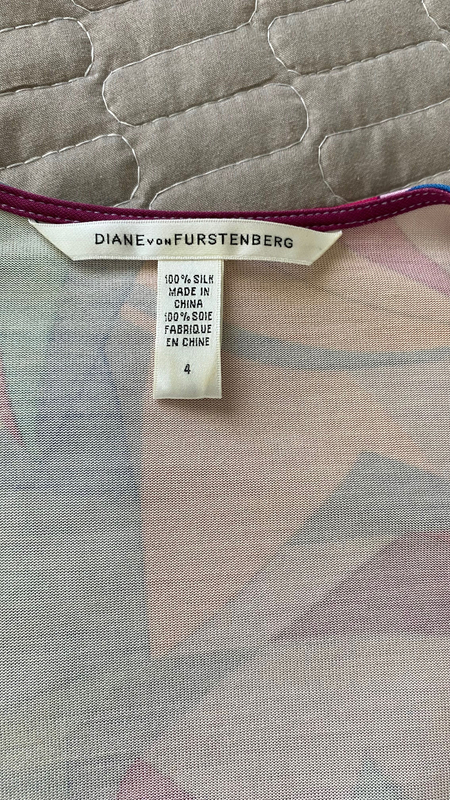 DIANE VON FURSTENBERG
100% SILK
MADE IN
CHINA
100% SOIE
FABRIQUE
EN CHINE
4